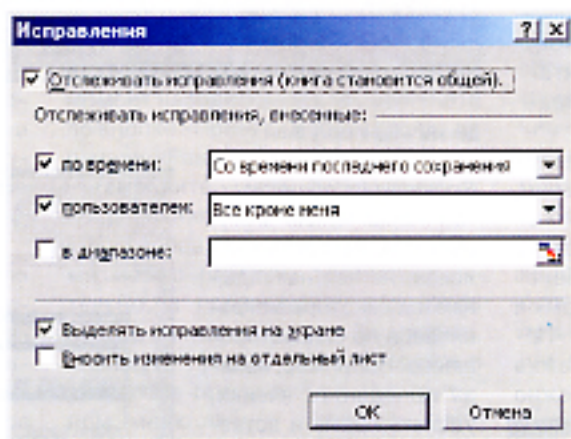 Исправления
Отслеживать исправления (книга становится общей).
Отслеживать исправления, внесенные:
по времени: Со времени последнего сохранения
пользователем: Все кроме меня
в диапазоне:
Выделять исправления на экране
Вносить изменения на отдельный лист
ОК Отмена